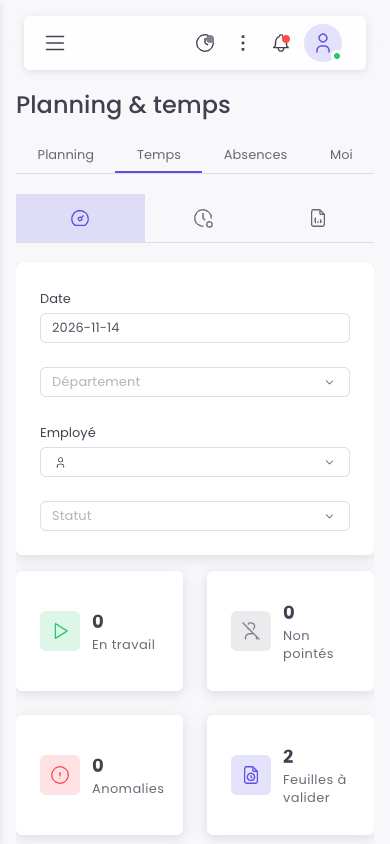 Planning & temps
Planning Temps Absences Moi
Date
2026-11-14
Département
Employé
Statut
0
En travail
0
Non
pointés
0
Anomalies
2
Feuilles à
valider